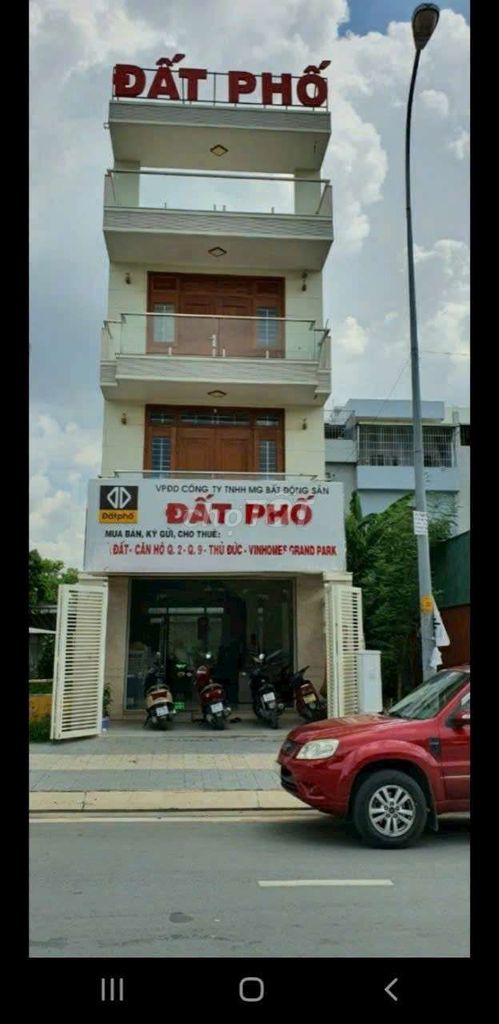 ĐẤT PHỐ
VPĐD CÔNG TY TNHH MG BẤT ĐỘNG SẢN
Đấtphố
ĐẤT PHỐ
MUA BÁN, KÝ GỬI, CHO THUÊ:
ĐẤT- CĂN HỘ Q. 2 - Q. 9 - THỦ ĐỨC - VINHOMES GRAND PARK